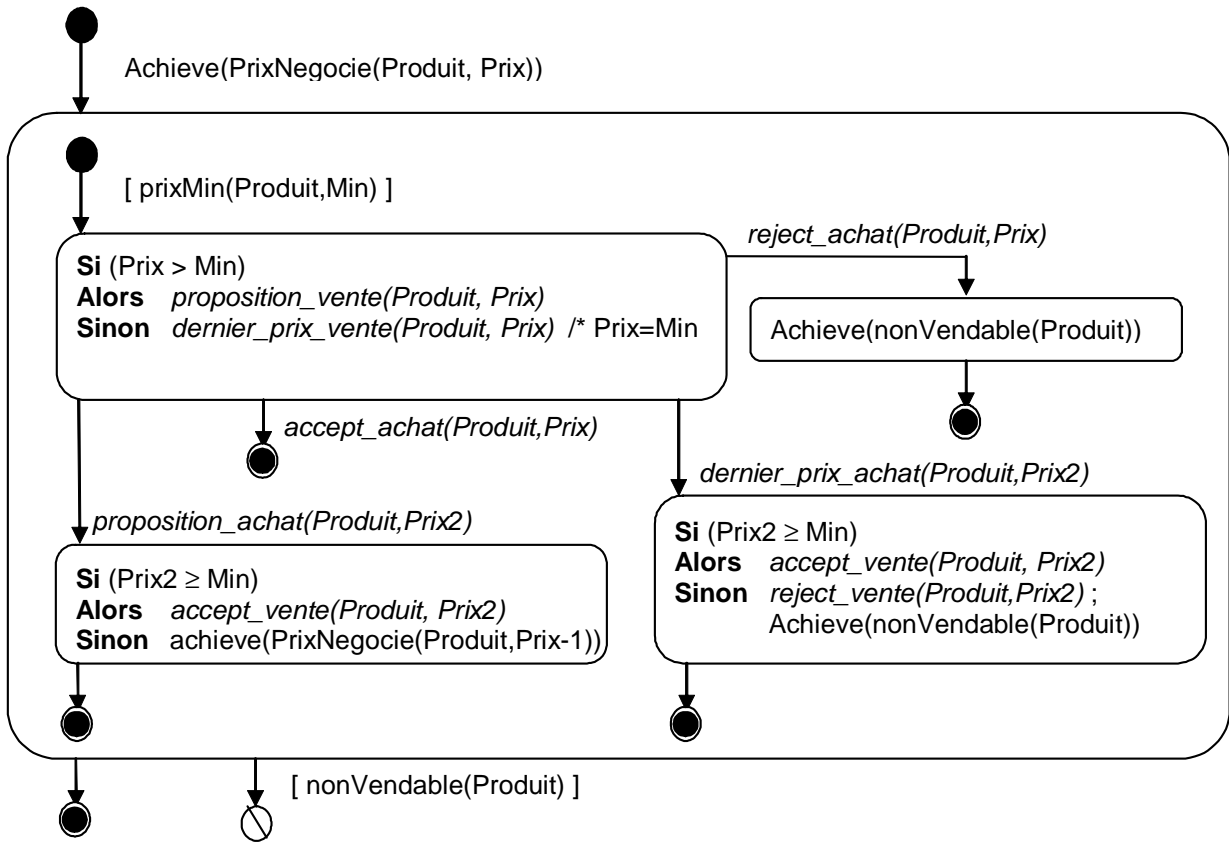 Achieve(PrixNegocie(Produit, Prix))
[ prixMin(Produit,Min) ]
reject_achat(Produit,Prix)
Si (Prix > Min)
Alors proposition_vente(Produit, Prix)
Sinon dernier_prix_vente(Produit, Prix) /* Prix=Min
Achieve(nonVendable(Produit))
accept_achat(Produit,Prix)
dernier_prix_achat(Produit,Prix2)
proposition_achat(Produit,Prix2)
Si (Prix2 ≥ Min)
Alors accept_vente(Produit, Prix2)
Sinon achieve(PrixNegocie(Produit,Prix-1))
Si (Prix2 ≥ Min)
Alors accept_vente(Produit, Prix2)
Sinon reject_vente(Produit,Prix2) ;
Achieve(nonVendable(Produit))
[ nonVendable(Produit) ]